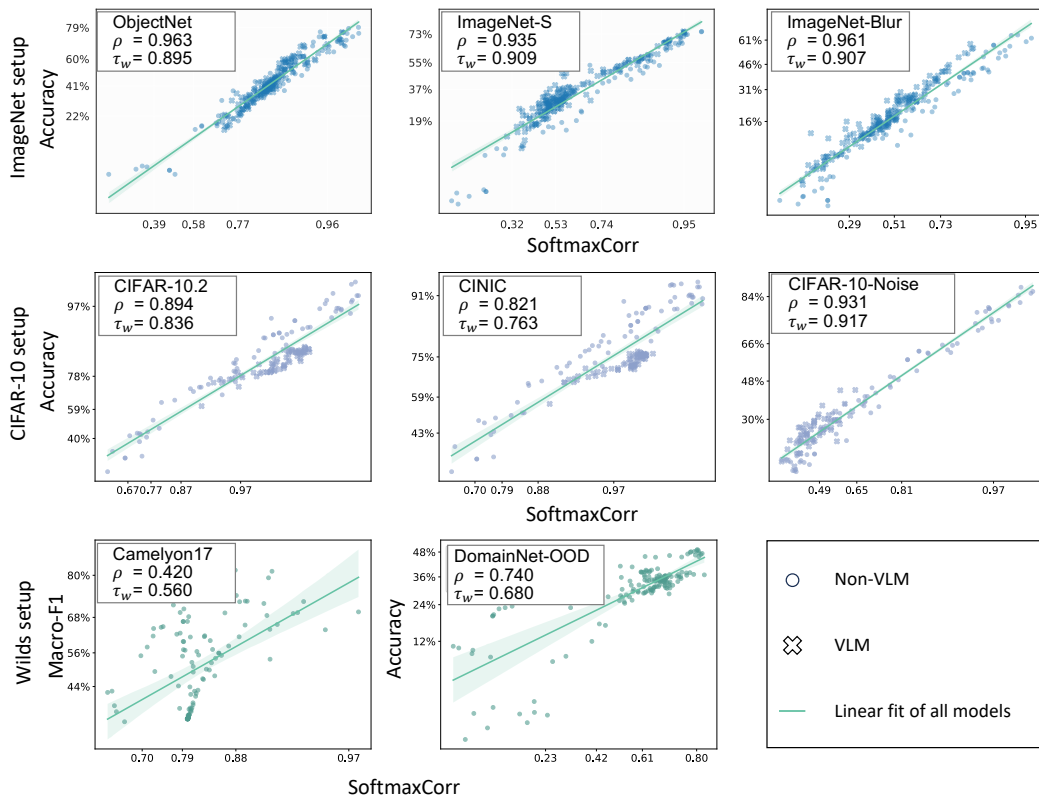 ImageNet setup
Accuracy
ObjectNet
ρ = 0.963
τw = 0.895
79%
60%
41%
22%
0.39 0.58 0.77 0.96
ImageNet-S
ρ = 0.935
τw = 0.909
73%
55%
37%
19%
0.32 0.53 0.74 0.95
ImageNet-Blur
ρ = 0.961
τw = 0.907
61%
46%
31%
16%
0.29 0.51 0.73 0.95
SoftmaxCorr
CIFAR-10 setup
Accuracy
CIFAR-10.2
ρ = 0.894
τw = 0.836
97%
78%
59%
40%
0.67 0.77 0.87 0.97
CINIC
ρ = 0.821
τw = 0.763
91%
75%
59%
43%
0.70 0.79 0.88 0.97
CIFAR-10-Noise
ρ = 0.931
τw = 0.917
84%
66%
48%
30%
0.49 0.65 0.81 0.97
SoftmaxCorr
Wilds setup
Macro-F1
Camelyon17
ρ = 0.420
τw = 0.560
80%
68%
56%
44%
0.70 0.79 0.88 0.97
Accuracy
DomainNet-OOD
ρ = 0.740
τw = 0.680
48%
36%
24%
12%
0.23 0.42 0.61 0.80
SoftmaxCorr
Non-VLM
VLM
Linear fit of all models